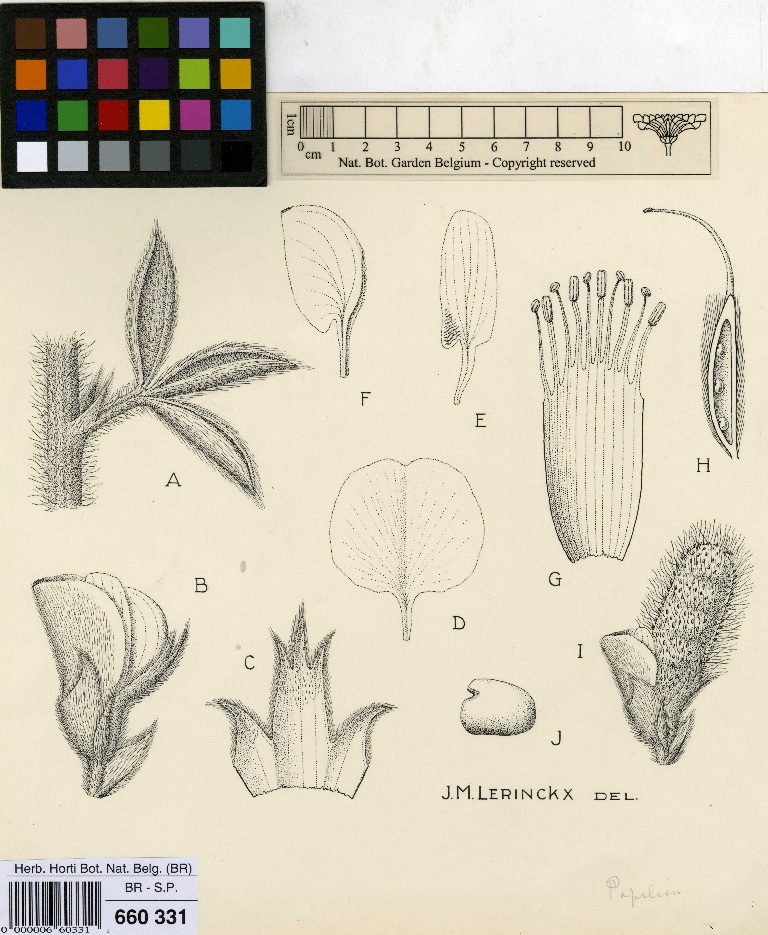 1cm
0 1 2 3 4 5 6 7 8 9 10
cm
Nat. Bot. Garden Belgium - Copyright reserved
F
E
A
H
B
G
D
C
I
J
J.M.LERINCKX DEL.
Herb. Horti Bot. Nat. Belg. (BR)
BR - S.P.
660 331
0 000006 60331